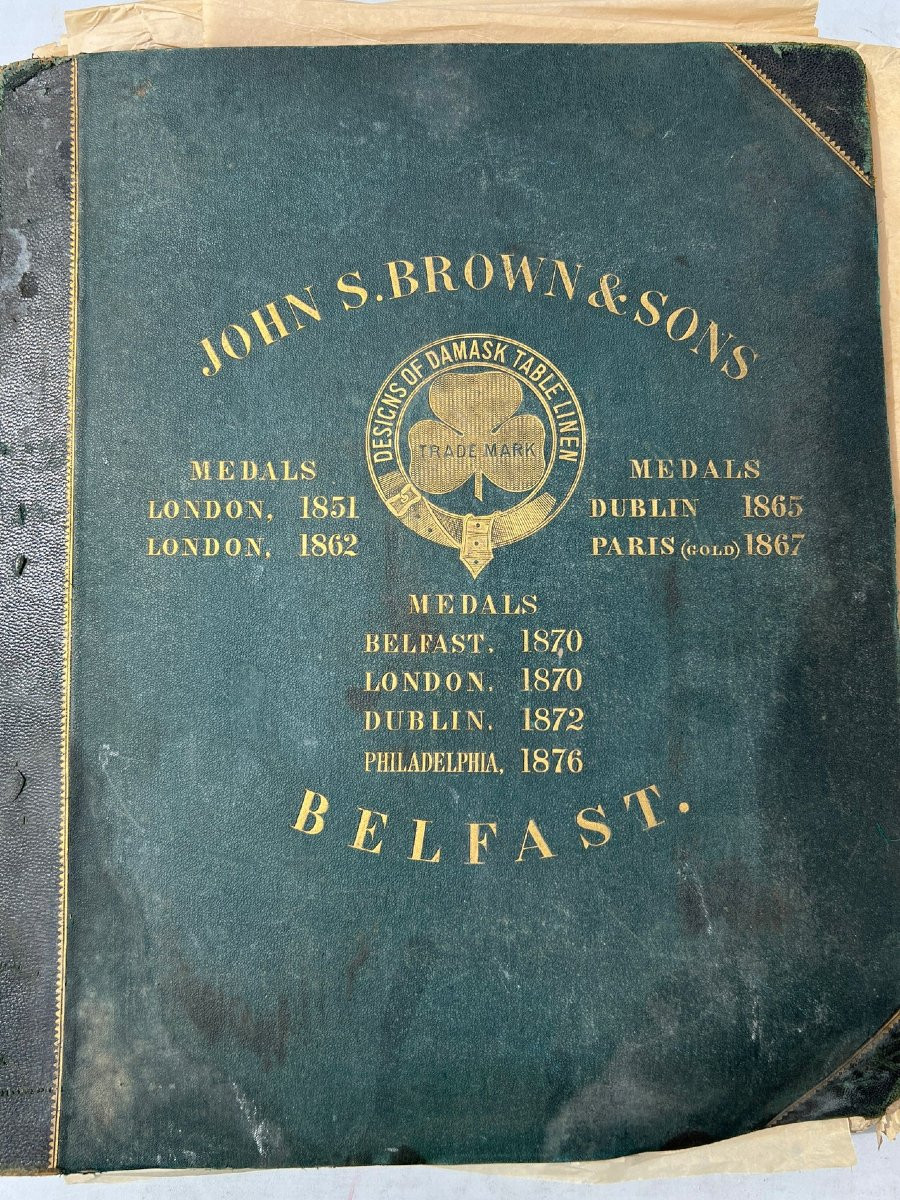 JOHN S. BROWN & SONS
DESIGNS OF DAMASK TABLE LINEN
TRADE MARK
MEDALS
LONDON, 1851
LONDON, 1862
MEDALS
DUBLIN 1865
PARIS (GOLD) 1867
MEDALS
BELFAST, 1870
LONDON, 1870
DUBLIN, 1872
PHILADELPHIA, 1876
BELFAST.